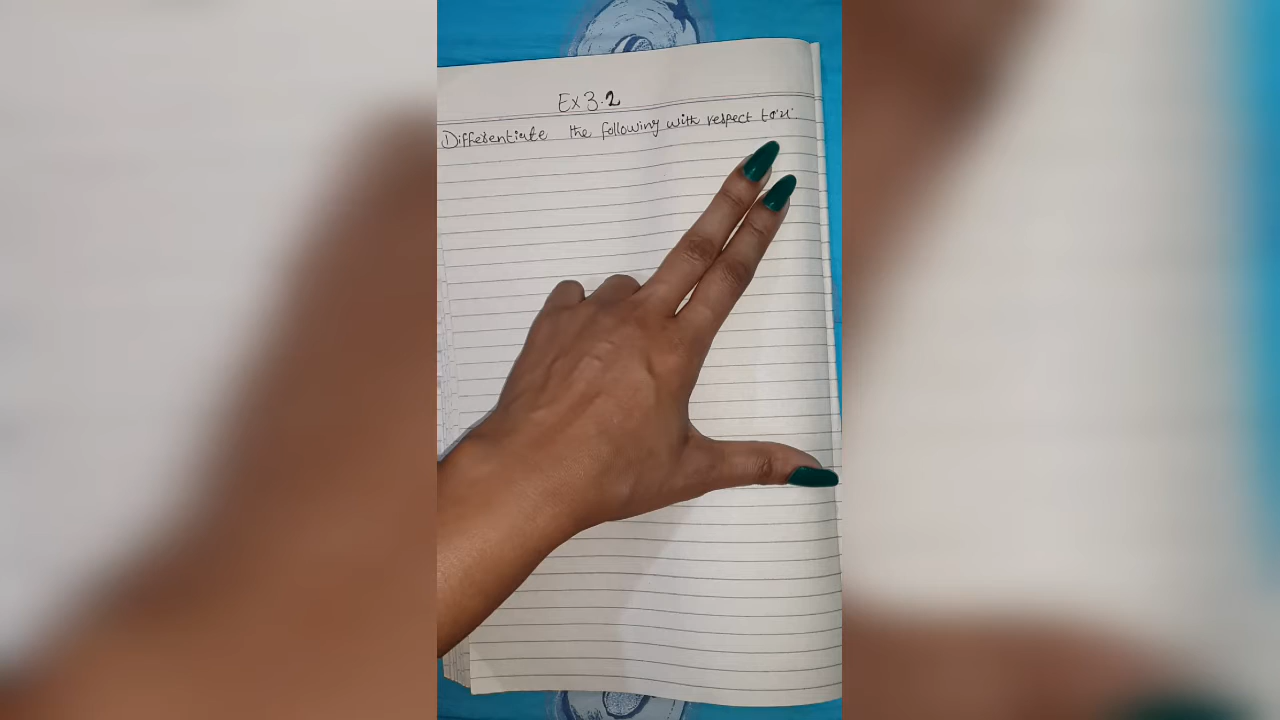 Ex 3.2
Differentiate the following with respect to 'x'.